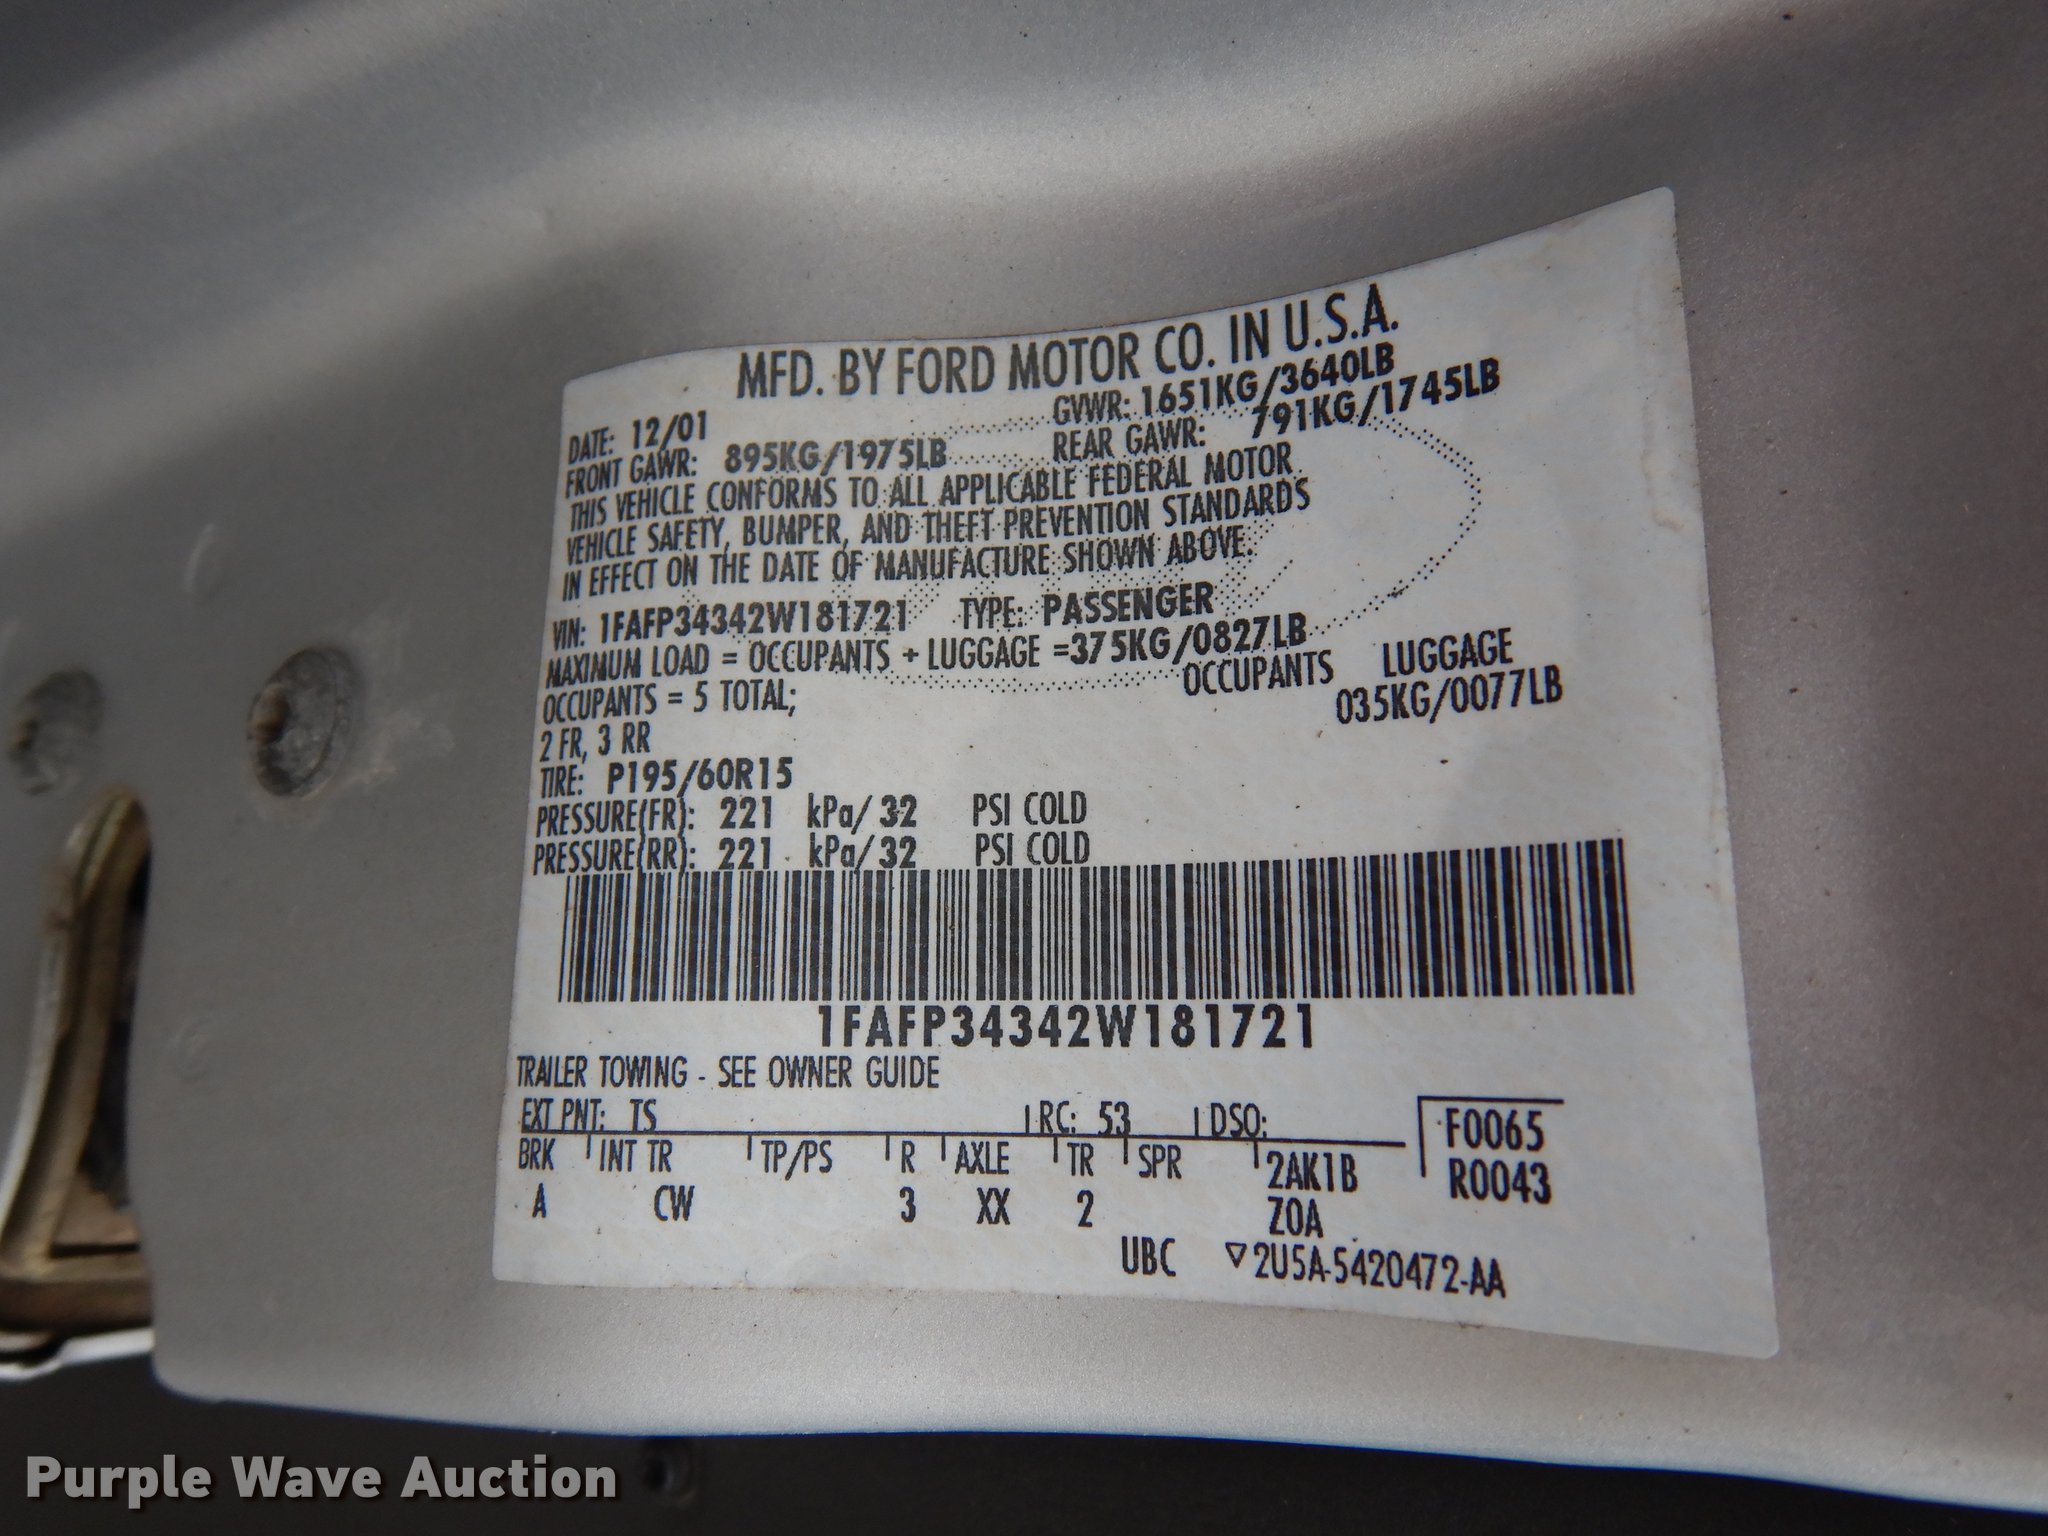 MFD. BY FORD MOTOR CO. IN U.S.A.
DATE: 12/01 GVWR: 1651KG/3640LB
FRONT GAWR: 895KG/1975LB REAR GAWR: 791KG/1745LB
THIS VEHICLE CONFORMS TO ALL APPLICABLE FEDERAL MOTOR
VEHICLE SAFETY, BUMPER, AND THEFT PREVENTION STANDARDS
IN EFFECT ON THE DATE OF MANUFACTURE SHOWN ABOVE.
VIN: 1FAFP34342W181721 TYPE: PASSENGER
MAXIMUM LOAD = OCCUPANTS + LUGGAGE =375KG/0827LB
OCCUPANTS = 5 TOTAL; OCCUPANTS LUGGAGE
2 FR, 3 RR 035KG/0077LB
TIRE: P195/60R15
PRESSURE(FR): 221 kPa/ 32 PSI COLD
PRESSURE(RR): 221 kPa/ 32 PSI COLD
1FAFP34342W181721
TRAILER TOWING - SEE OWNER GUIDE
EXT PNT: TS RC: 53 DSO: F0065
BRK INT TR TP/PS R AXLE TR SPR 2AK1B R0043
A CW 3 XX 2 Z0A
UBC ▽2U5A-5420472-AA
Purple Wave Auction